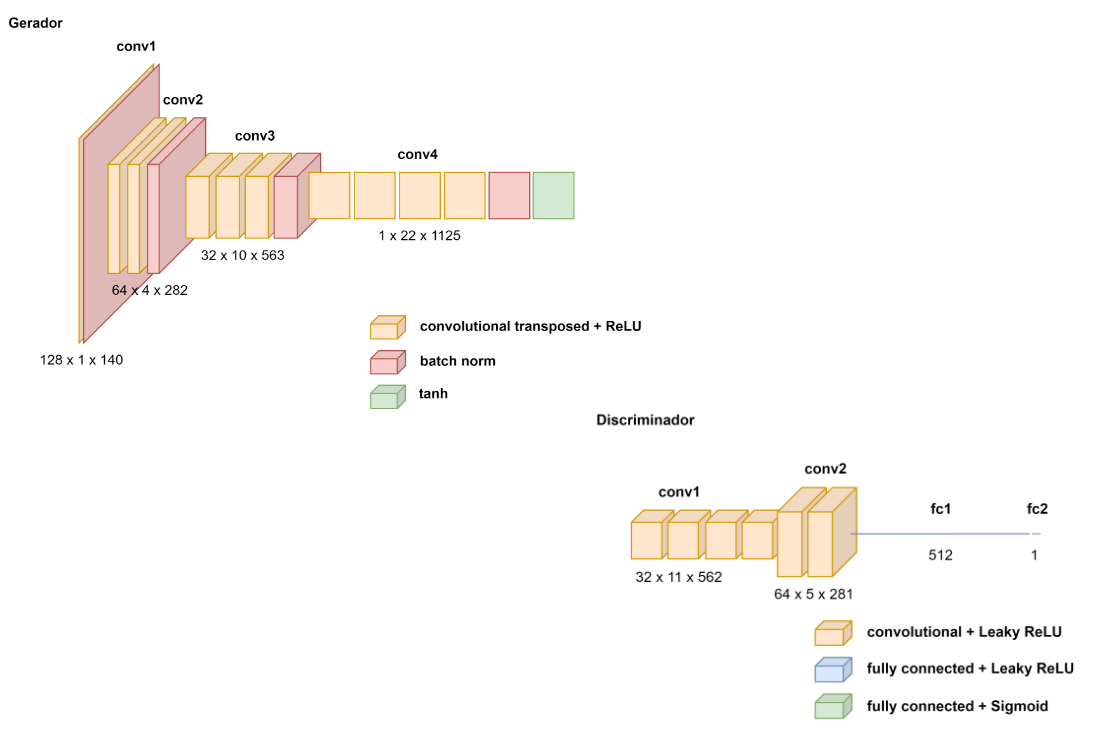 Gerador
conv1
conv2
conv3
conv4
1 x 22 x 1125
32 x 10 x 563
64 x 4 x 282
128 x 1 x 140
convolutional transposed + ReLU
batch norm
tanh
Discriminador
conv2
conv1
fc1
fc2
512
1
32 x 11 x 562
64 x 5 x 281
convolutional + Leaky ReLU
fully connected + Leaky ReLU
fully connected + Sigmoid